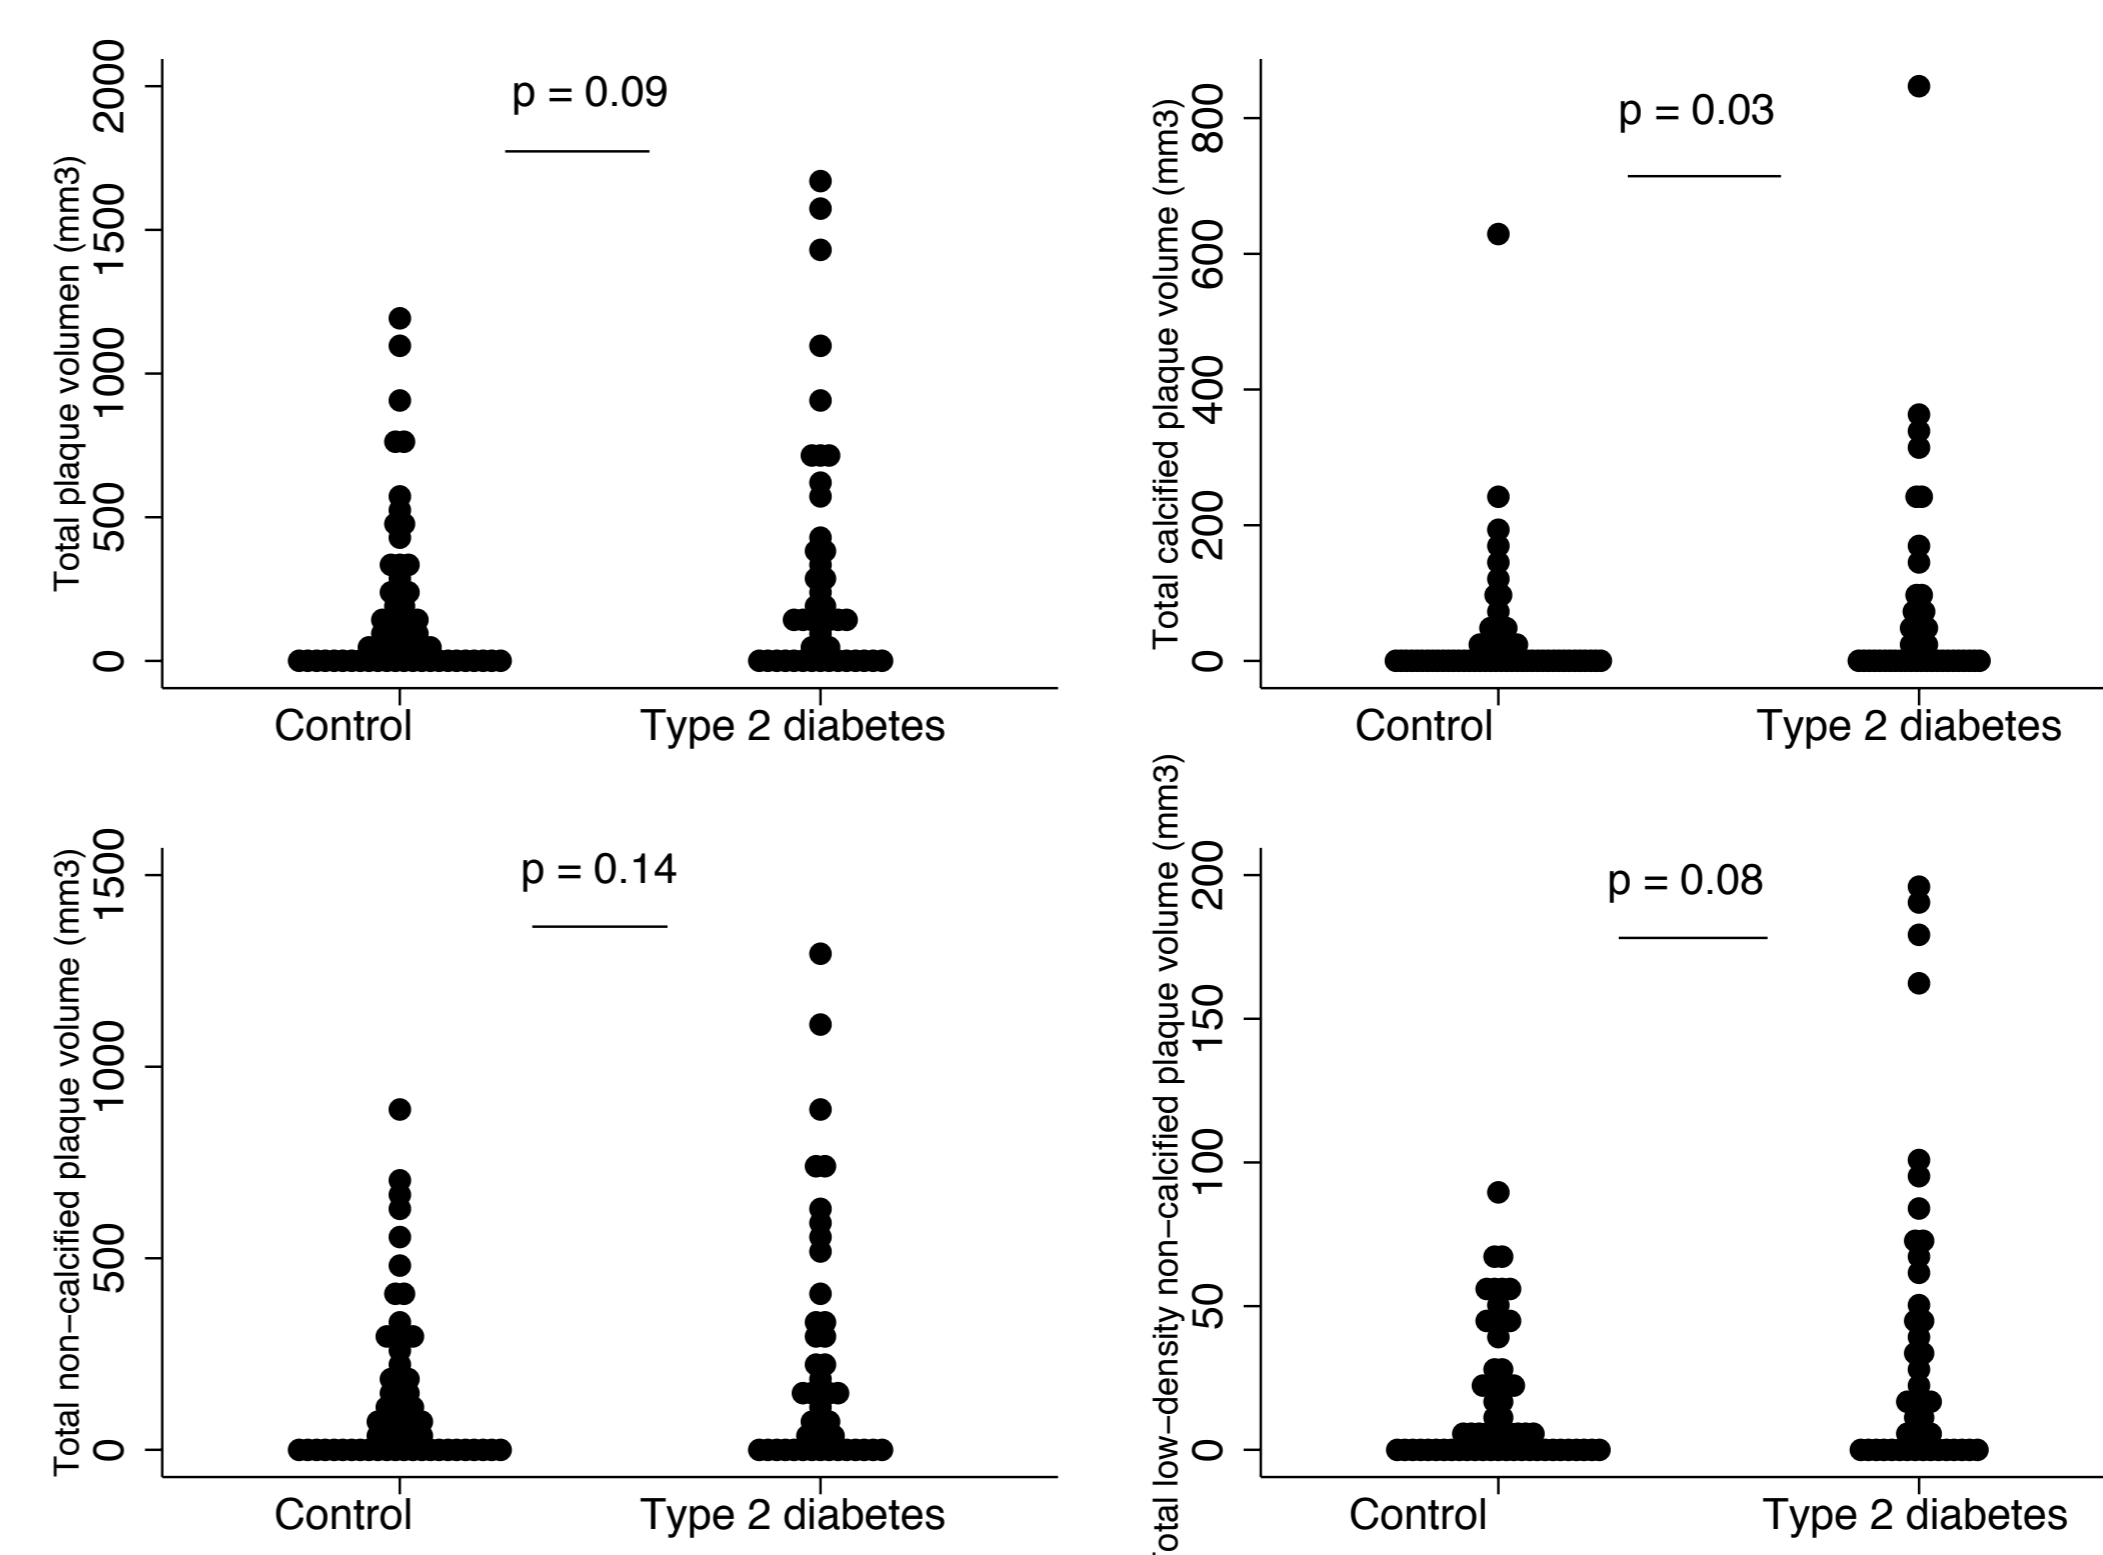 Total plaque volumen (mm3)
2000
1500
1000
500
0
p = 0.09
Control
Type 2 diabetes
Total calcified plaque volume (mm3)
800
600
400
200
0
p = 0.03
Control
Type 2 diabetes
Total non−calcified plaque volume (mm3)
1500
1000
500
0
p = 0.14
Control
Type 2 diabetes
otal low−density non−calcified plaque volume (mm3)
200
150
100
50
0
p = 0.08
Control
Type 2 diabetes